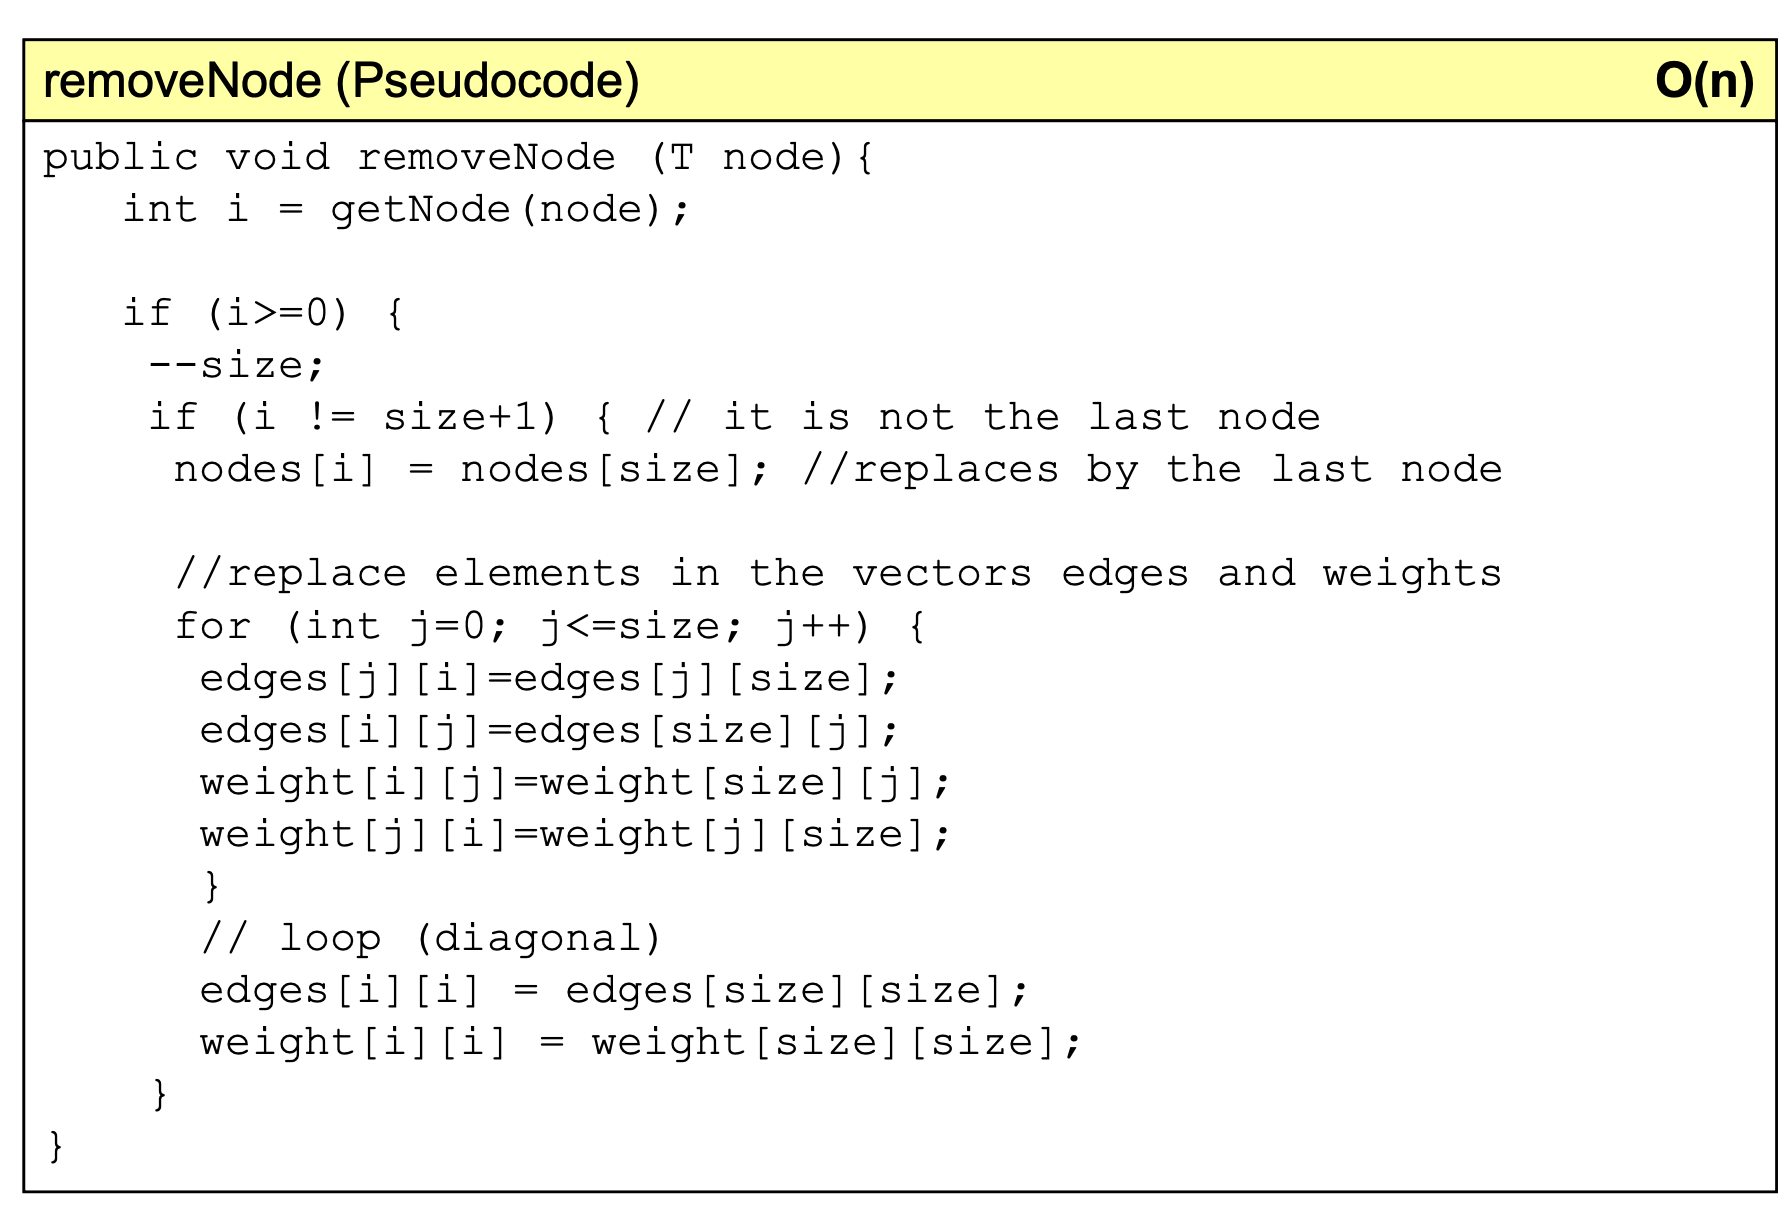 removeNode (Pseudocode) O(n)
public void removeNode (T node){
int i = getNode(node);
if (i>=0) {
--size;
if (i != size+1) { // it is not the last node
nodes[i] = nodes[size]; //replaces by the last node
//replace elements in the vectors edges and weights
for (int j=0; j<=size; j++) {
edges[j][i]=edges[j][size];
edges[i][j]=edges[size][j];
weight[i][j]=weight[size][j];
weight[j][i]=weight[j][size];
}
// loop (diagonal)
edges[i][i] = edges[size][size];
weight[i][i] = weight[size][size];
}
}